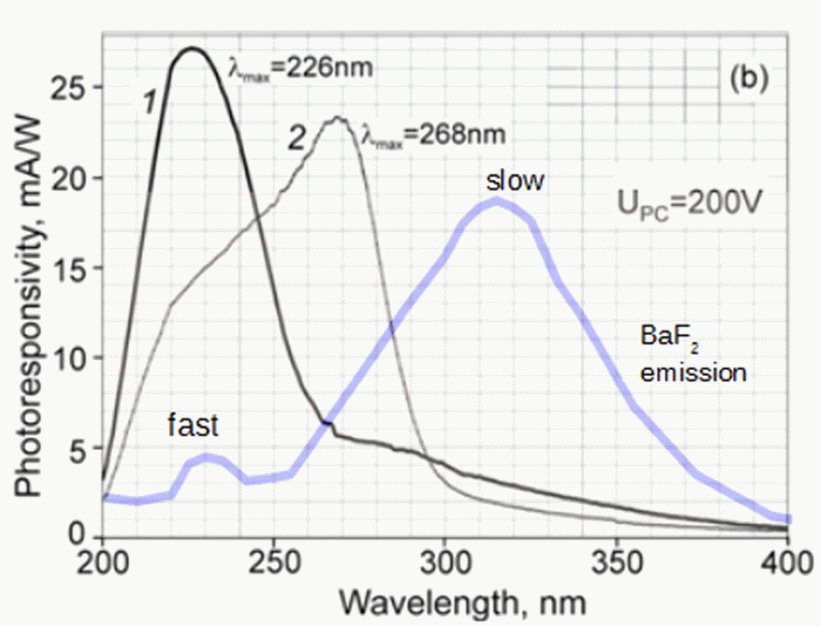 (b)
1
λmax=226nm
2
λmax=268nm
slow
UPC=200V
BaF2
emission
fast
Photoresponsivity, mA/W
25
20
15
10
5
0
200 250 300 350 400
Wavelength, nm